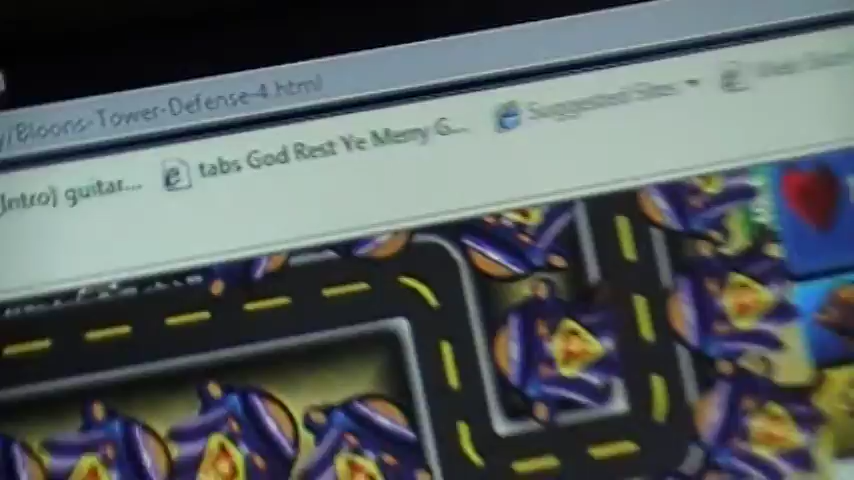 /Bloons-Tower-Defense-4.html
[Intro] guitar... tabs God Rest Ye Merry G... Suggested Sites